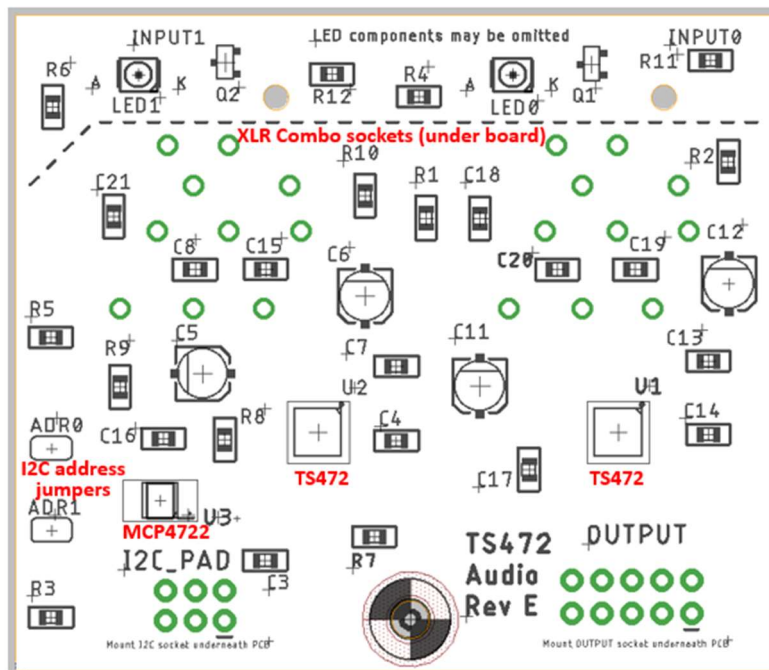 INPUT1
LED components may be omitted
INPUT0
R6
A
K
LED1
Q2
R12
R4
A
K
LED0
Q1
R11
XLR Combo sockets (under board)
R10
R2
C21
R1
C18
C8
C15
C6
C20
C19
C12
R5
R9
C5
C7
C11
C13
U2
U1
ADR0
C16
R8
C4
C14
I2C address
jumpers
TS472
C17
TS472
ADR1
MCP4722
U3
I2C_PAD
R7
TS472
Audio
Rev E
OUTPUT
R3
C3
Mount I2C socket underneath PCB
Mount OUTPUT socket underneath PCB